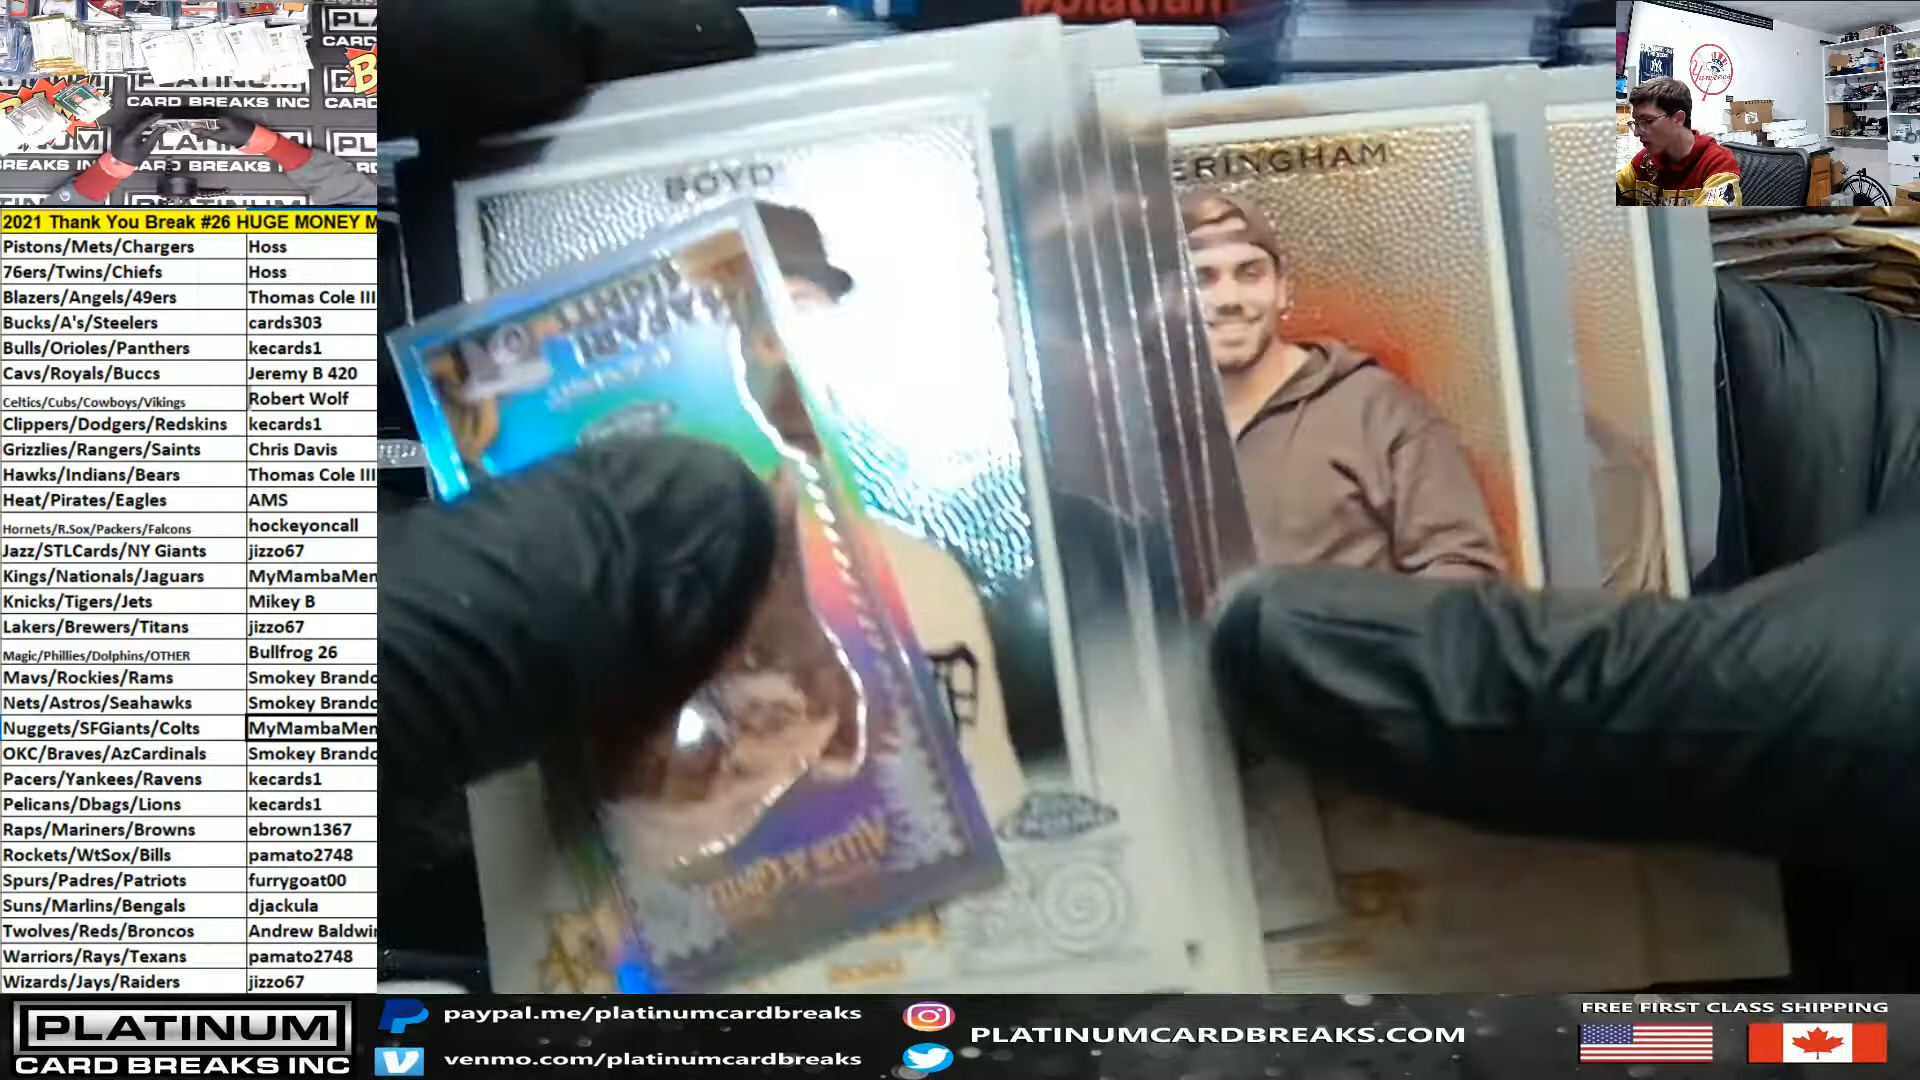 PLATINUM
CARD BREAKS INC
BOYD
ERINGHAM
Yankees
2021 Thank You Break #26 HUGE MONEY M
Pistons/Mets/Chargers Hoss
76ers/Twins/Chiefs Hoss
Blazers/Angels/49ers Thomas Cole III
Bucks/A's/Steelers cards303
Bulls/Orioles/Panthers kecards1
Cavs/Royals/Buccs Jeremy B 420
Celtics/Cubs/Cowboys/Vikings Robert Wolf
Clippers/Dodgers/Redskins kecards1
Grizzlies/Rangers/Saints Chris Davis
Hawks/Indians/Bears Thomas Cole III
Heat/Pirates/Eagles AMS
Hornets/R.Sox/Packers/Falcons hockeyoncall
Jazz/STLCards/NY Giants jizzo67
Kings/Nationals/Jaguars MyMambaMen
Knicks/Tigers/Jets Mikey B
Lakers/Brewers/Titans jizzo67
Magic/Phillies/Dolphins/OTHER Bullfrog 26
Mavs/Rockies/Rams Smokey Brando
Nets/Astros/Seahawks Smokey Brando
Nuggets/SFGiants/Colts MyMambaMen
OKC/Braves/AzCardinals Smokey Brando
Pacers/Yankees/Ravens kecards1
Pelicans/Dbags/Lions kecards1
Raps/Mariners/Browns ebrown1367
Rockets/WtSox/Bills pamato2748
Spurs/Padres/Patriots furrygoat00
Suns/Marlins/Bengals djackula
Twolves/Reds/Broncos Andrew Baldwin
Warriors/Rays/Texans pamato2748
Wizards/Jays/Raiders jizzo67
PLATINUM
CARD BREAKS INC
paypal.me/platinumcardbreaks
venmo.com/platinumcardbreaks
PLATINUMCARDBREAKS.COM
FREE FIRST CLASS SHIPPING